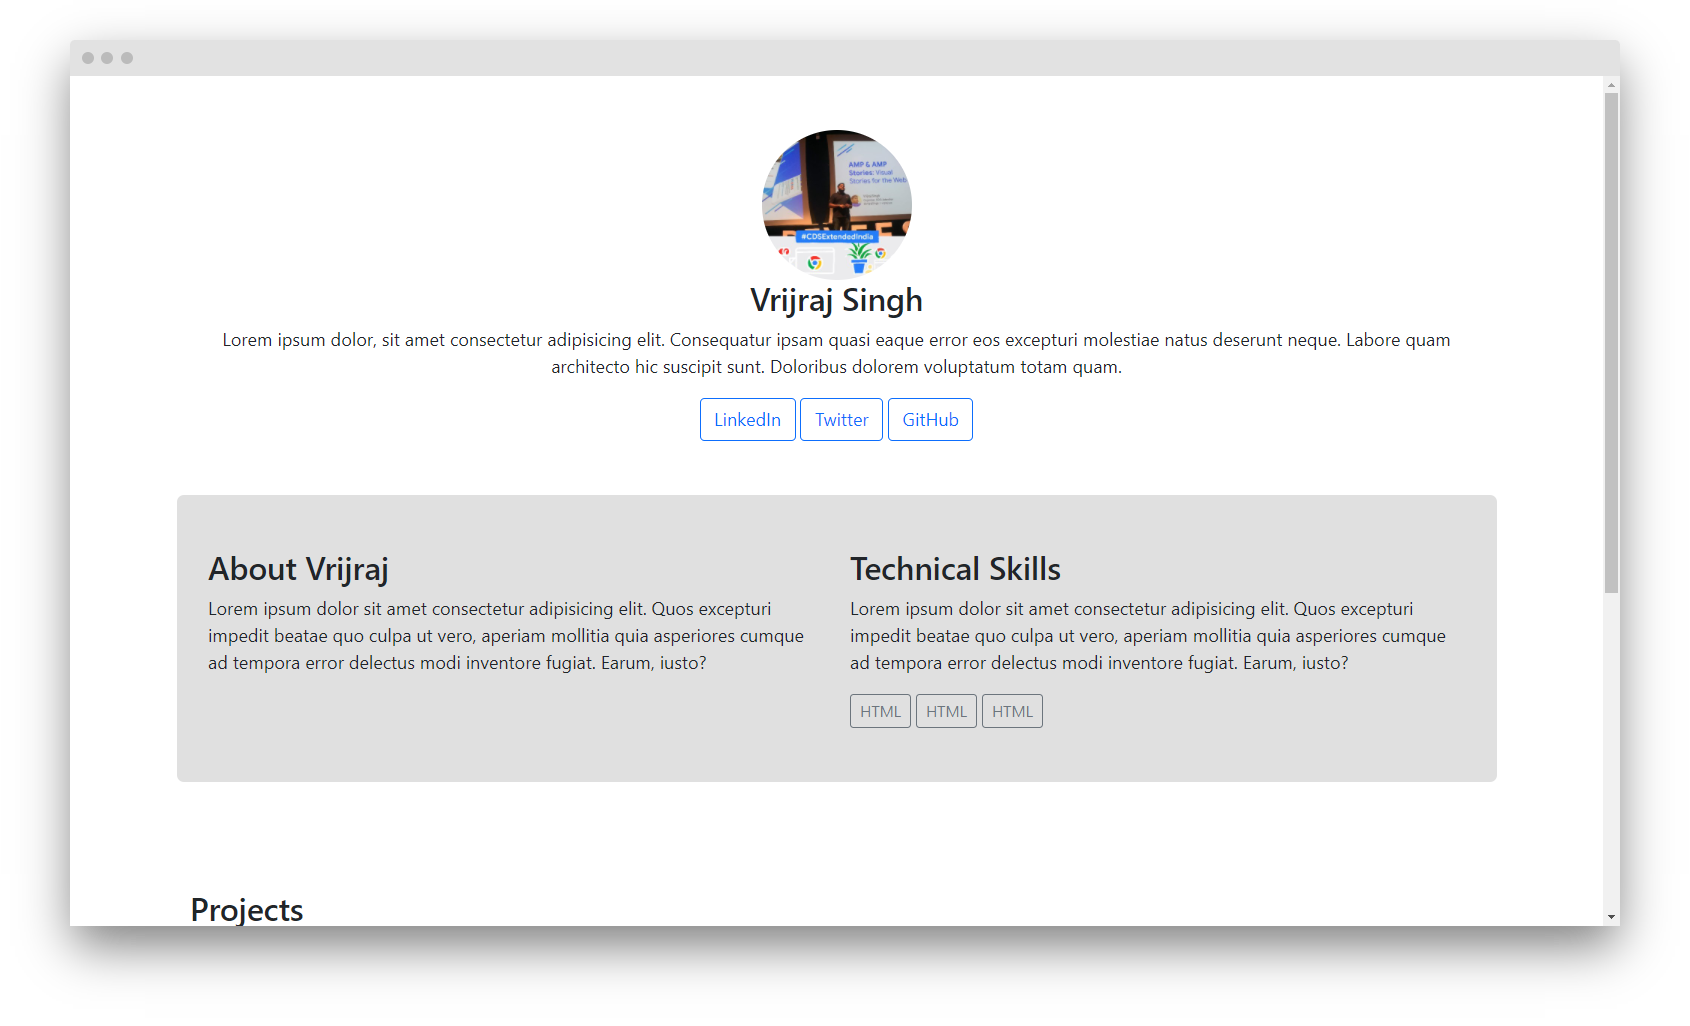 AMP & AMP
Stories: Visual
Stories for the Web
#CDSExtendedIndia
Vrijraj Singh
Lorem ipsum dolor, sit amet consectetur adipisicing elit. Consequatur ipsam quasi eaque error eos excepturi molestiae natus deserunt neque. Labore quam
architecto hic suscipit sunt. Doloribus dolorem voluptatum totam quam.
LinkedIn Twitter GitHub
About Vrijraj
Lorem ipsum dolor sit amet consectetur adipisicing elit. Quos excepturi
impedit beatae quo culpa ut vero, aperiam mollitia quia asperiores cumque
ad tempora error delectus modi inventore fugiat. Earum, iusto?
Technical Skills
Lorem ipsum dolor sit amet consectetur adipisicing elit. Quos excepturi
impedit beatae quo culpa ut vero, aperiam mollitia quia asperiores cumque
ad tempora error delectus modi inventore fugiat. Earum, iusto?
HTML HTML HTML
Projects